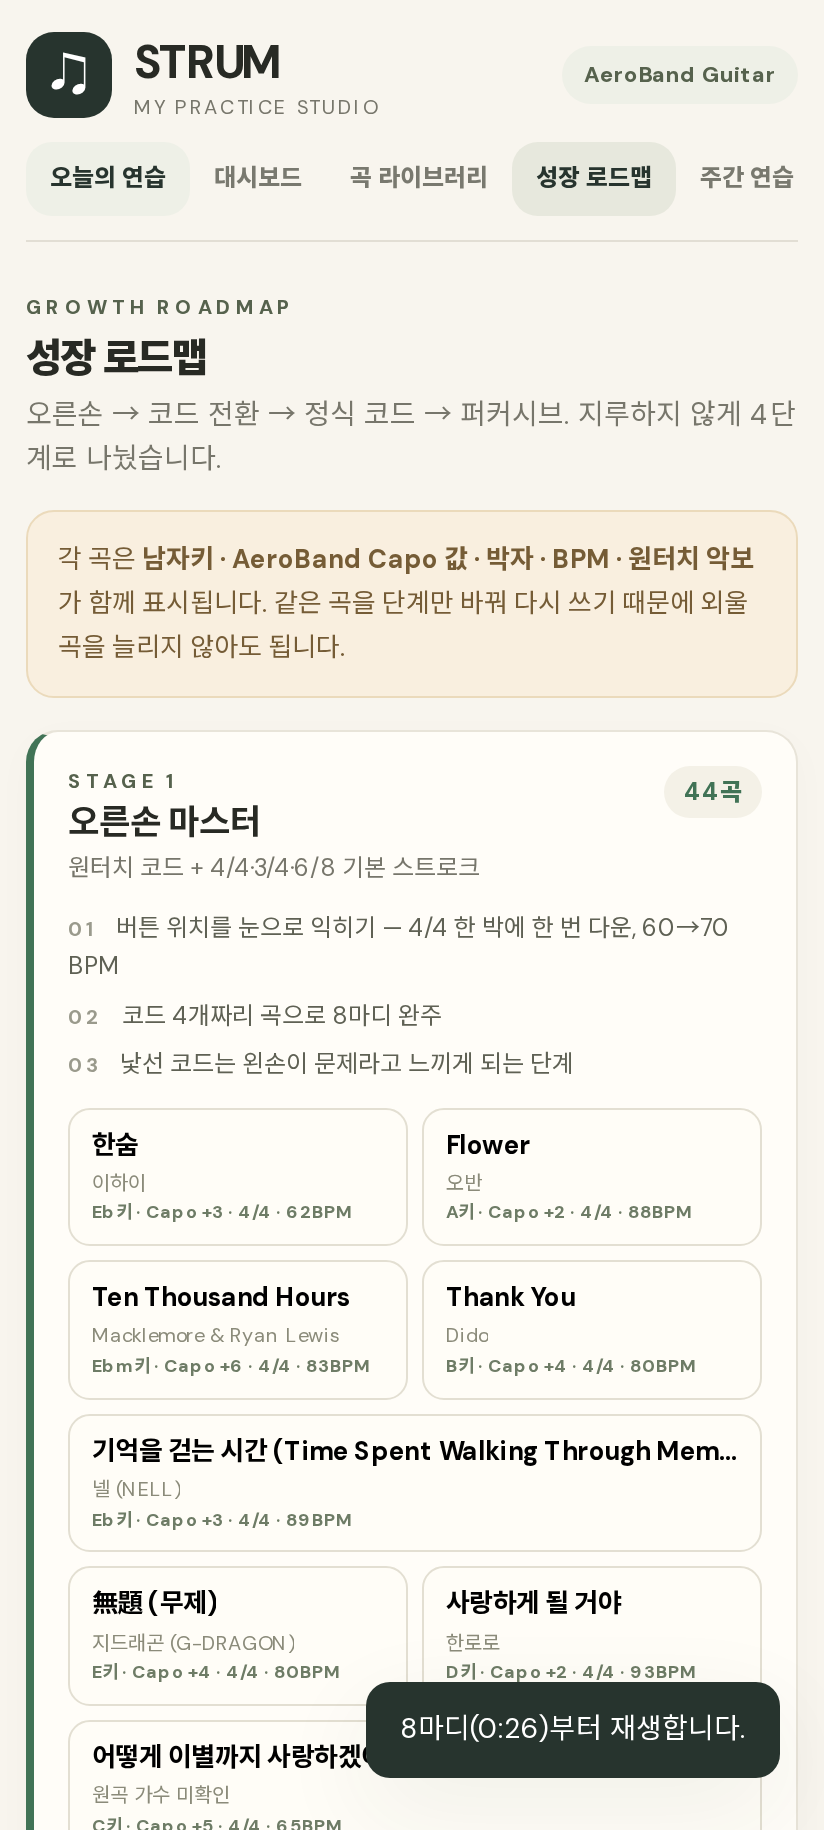 STRUM
MY PRACTICE STUDIO
AeroBand Guitar
오늘의 연습 대시보드 곡 라이브러리 성장 로드맵 주간 연습
GROWTH ROADMAP
성장 로드맵
오른손 → 코드 전환 → 정식 코드 → 퍼커시브. 지루하지 않게 4단
계로 나눴습니다.
각 곡은 남자키 · AeroBand Capo 값 · 박자 · BPM · 원터치 악보
가 함께 표시됩니다. 같은 곡을 단계만 바꿔 다시 쓰기 때문에 외울
곡을 늘리지 않아도 됩니다.
STAGE 1
44곡
오른손 마스터
원터치 코드 + 4/4·3/4·6/8 기본 스트로크
01 버튼 위치를 눈으로 익히기 — 4/4 한 박에 한 번 다운, 60→70
BPM
02 코드 4개짜리 곡으로 8마디 완주
03 낯선 코드는 왼손이 문제라고 느끼게 되는 단계
한숨
이하이
Eb키 · Capo +3 · 4/4 · 62BPM
Flower
오반
A키 · Capo +2 · 4/4 · 88BPM
Ten Thousand Hours
Macklemore & Ryan Lewis
Ebm키 · Capo +6 · 4/4 · 83BPM
Thank You
Dido
B키 · Capo +4 · 4/4 · 80BPM
기억을 걷는 시간 (Time Spent Walking Through Mem...
넬 (NELL)
Eb키 · Capo +3 · 4/4 · 89BPM
無題 (무제)
지드래곤 (G-DRAGON)
E키 · Capo +4 · 4/4 · 80BPM
사랑하게 될 거야
한로로
D키 · Capo +2 · 4/4 · 93BPM
어떻게 이별까지 사랑하겠
원곡 가수 미확인
C키 · Capo +5 · 4/4 · 65BPM
8마디(0:26)부터 재생합니다.